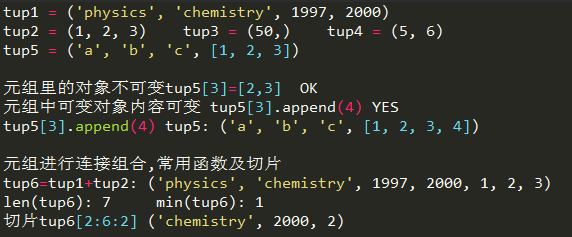 tup1 = ('physics', 'chemistry', 1997, 2000)
tup2 = (1, 2, 3)   tup3 = (50,)   tup4 = (5, 6)
tup5 = ('a', 'b', 'c', [1, 2, 3])
元组里的对象不可变tup5[3]=[2,3]  OK
元组中可变对象内容可变 tup5[3].append(4) YES
tup5[3].append(4) tup5: ('a', 'b', 'c', [1, 2, 3, 4])
元组进行连接组合,常用函数及切片
tup6=tup1+tup2: ('physics', 'chemistry', 1997, 2000, 1, 2, 3)
len(tup6): 7    min(tup6): 1
切片tup6[2:6:2] ('chemistry', 2000, 2)